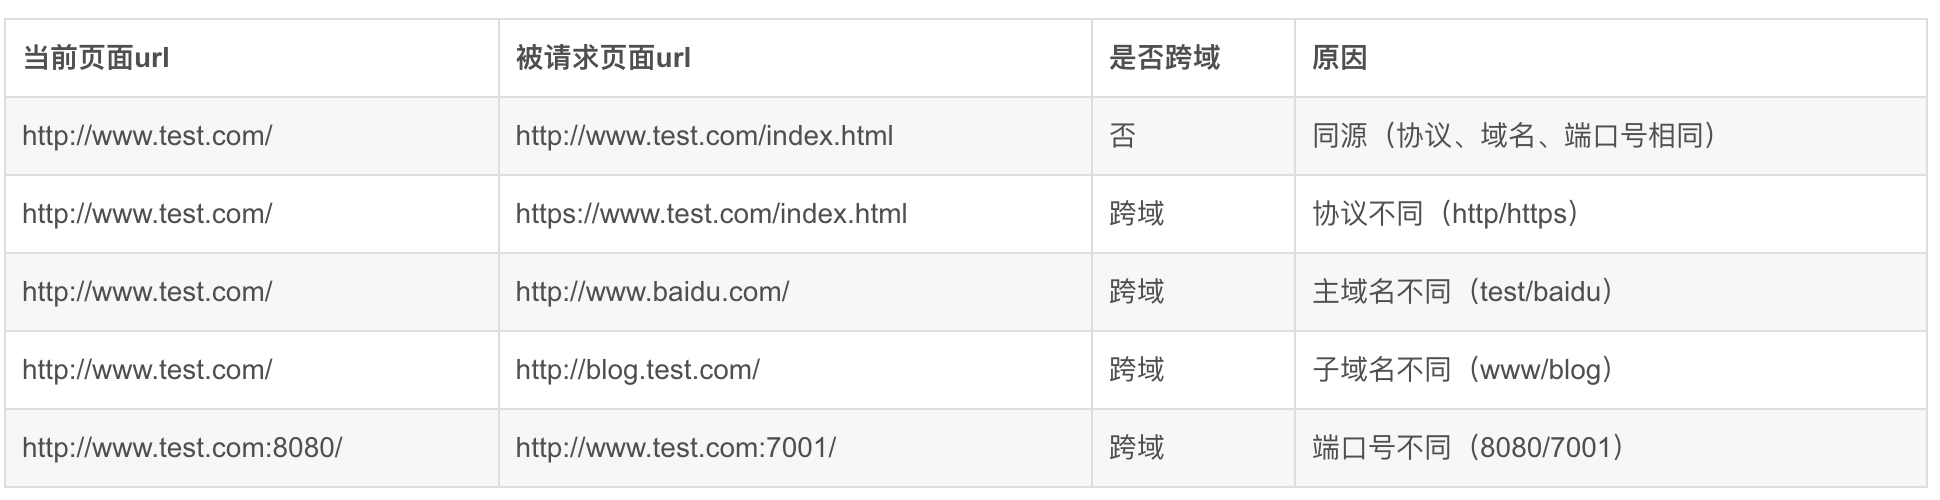 当前页面url 被请求页面url 是否跨域 原因
http://www.test.com/ http://www.test.com/index.html 否 同源（协议、域名、端口号相同）
http://www.test.com/ https://www.test.com/index.html 跨域 协议不同（http/https）
http://www.test.com/ http://www.baidu.com/ 跨域 主域名不同（test/baidu）
http://www.test.com/ http://blog.test.com/ 跨域 子域名不同（www/blog）
http://www.test.com:8080/ http://www.test.com:7001/ 跨域 端口号不同（8080/7001）